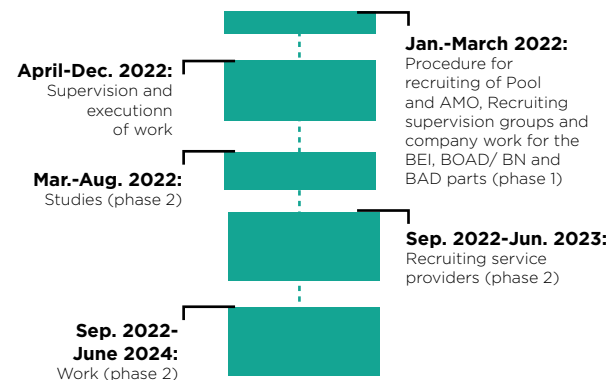 Jan.-March 2022:
Procedure for
recruiting of Pool
and AMO, Recruiting
supervision groups and
company work for the
BEI, BOAD/ BN and
BAD parts (phase 1)
April-Dec. 2022:
Supervision and
executionn
of work
Mar.-Aug. 2022:
Studies (phase 2)
Sep. 2022-Jun. 2023:
Recruiting service
providers (phase 2)
Sep. 2022-
June 2024:
Work (phase 2)